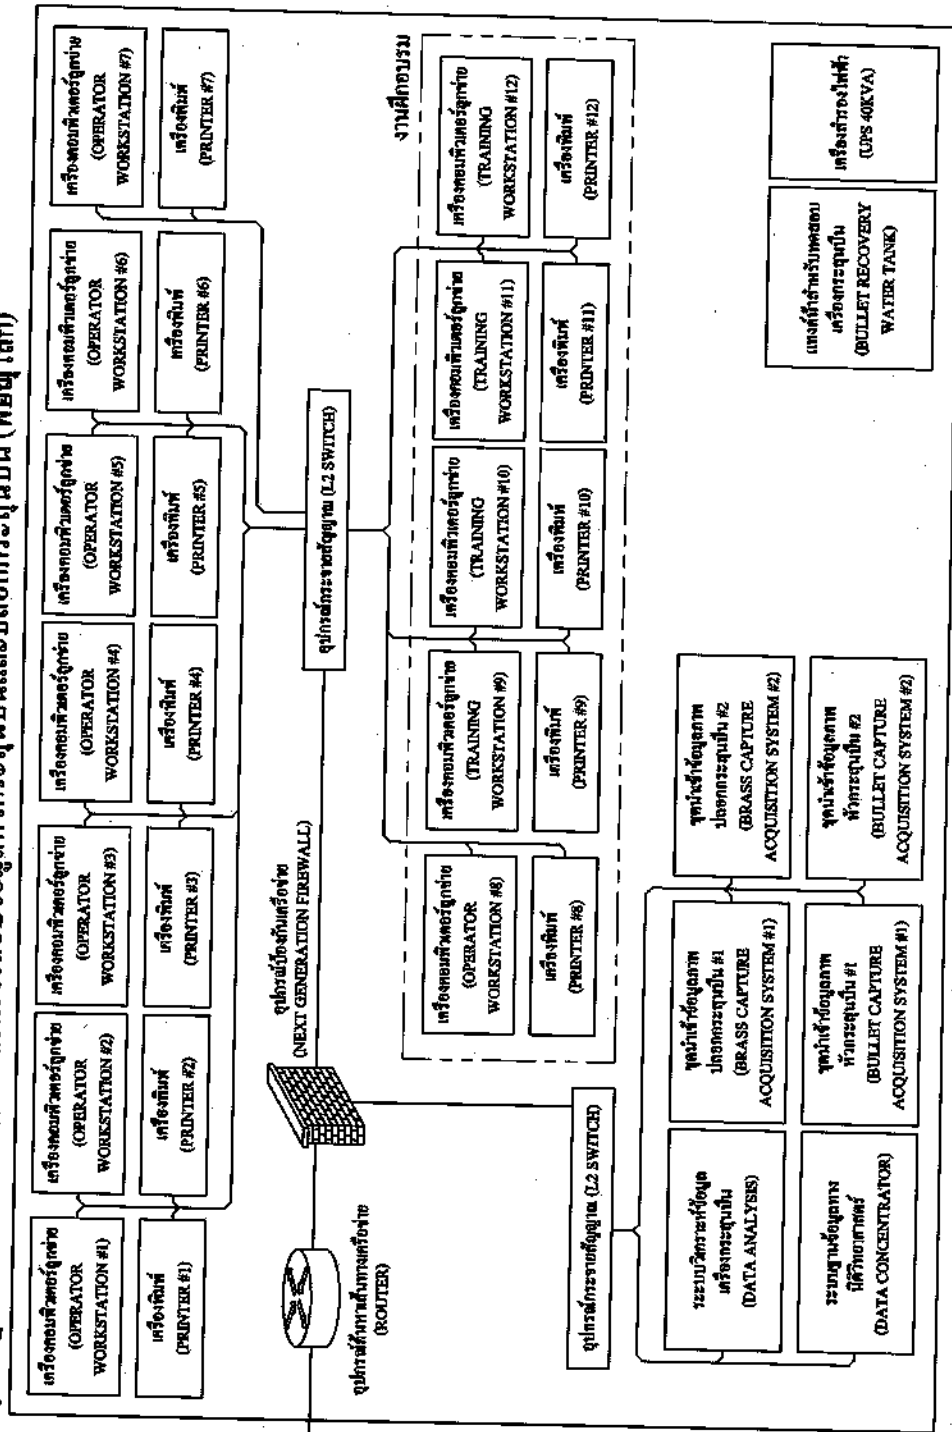 เครื่องคอมพิวเตอร์ลูกข่าย
(OPERATOR
WORKSTATION #1)
เครื่องพิมพ์
(PRINTER #1)
เครื่องคอมพิวเตอร์ลูกข่าย
(OPERATOR
WORKSTATION #2)
เครื่องพิมพ์
(PRINTER #2)
เครื่องคอมพิวเตอร์ลูกข่าย
(OPERATOR
WORKSTATION #3)
เครื่องพิมพ์
(PRINTER #3)
เครื่องคอมพิวเตอร์ลูกข่าย
(OPERATOR
WORKSTATION #4)
เครื่องพิมพ์
(PRINTER #4)
เครื่องคอมพิวเตอร์ลูกข่าย
(OPERATOR
WORKSTATION #5)
เครื่องพิมพ์
(PRINTER #5)
เครื่องคอมพิวเตอร์ลูกข่าย
(OPERATOR
WORKSTATION #6)
เครื่องพิมพ์
(PRINTER #6)
เครื่องคอมพิวเตอร์ลูกข่าย
(OPERATOR
WORKSTATION #7)
เครื่องพิมพ์
(PRINTER #7)
อุปกรณ์ค้นหาเส้นทางเครือข่าย
(ROUTER)
อุปกรณ์ป้องกันเครือข่าย
(NEXT GENERATION FIREWALL)
อุปกรณ์กระจายสัญญาณ (L2 SWITCH)
งานฝึกอบรม
เครื่องคอมพิวเตอร์ลูกข่าย
(OPERATOR
WORKSTATION #8)
เครื่องพิมพ์
(PRINTER #8)
เครื่องคอมพิวเตอร์ลูกข่าย
(TRAINING
WORKSTATION #9)
เครื่องพิมพ์
(PRINTER #9)
เครื่องคอมพิวเตอร์ลูกข่าย
(TRAINING
WORKSTATION #10)
เครื่องพิมพ์
(PRINTER #10)
เครื่องคอมพิวเตอร์ลูกข่าย
(TRAINING
WORKSTATION #11)
เครื่องพิมพ์
(PRINTER #11)
เครื่องคอมพิวเตอร์ลูกข่าย
(TRAINING
WORKSTATION #12)
เครื่องพิมพ์
(PRINTER #12)
อุปกรณ์กระจายสัญญาณ (L2 SWITCH)
ระบบวิเคราะห์ข้อมูล
เครื่องกระสุนปืน
(DATA ANALYSIS)
ระบบฐานข้อมูลทาง
นิติวิทยาศาสตร์
(DATA CONCENTRATOR)
ชุดนำเข้าข้อมูลภาพ
ปลอกกระสุนปืน #1
(BRASS CAPTURE
ACQUISITION SYSTEM #1)
ชุดนำเข้าข้อมูลภาพ
หัวกระสุนปืน #1
(BULLET CAPTURE
ACQUISITION SYSTEM #1)
ชุดนำเข้าข้อมูลภาพ
ปลอกกระสุนปืน #2
(BRASS CAPTURE
ACQUISITION SYSTEM #2)
ชุดนำเข้าข้อมูลภาพ
หัวกระสุนปืน #2
(BULLET CAPTURE
ACQUISITION SYSTEM #2)
แทงค์น้ำสำหรับทดสอบ
เครื่องกระสุนปืน
(BULLET RECOVERY
WATER TANK)
เครื่องสำรองไฟฟ้า
(UPS 40KVA)